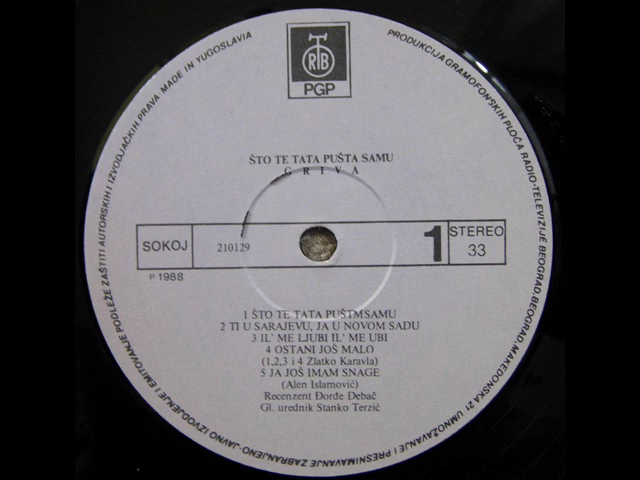 RTB
PGP
ŠTO TE TATA PUŠTA SAMU
GRIVA
SOKOJ
210129
1
STEREO
33
P 1988
1 ŠTO TE TATA PUŠTMSAMU
2 TI U SARAJEVU, JA U NOVOM SADU
3 IL' ME LJUBI IL' ME UBI
4 OSTANI JOŠ MALO
(1,2,3 i 4 Zlatko Karavla)
5 JA JOŠ IMAM SNAGE
(Alen Islamović)
Recenzent Đorđe Debač
Gl. urednik Stanko Terzić
PRODUKCIJA GRAMOFONSKIH PLOČA RADIO-TELEVIZIJE BEOGRAD, BEOGRAD, MAKEDONSKA 21 UMNOŽAVANJE I PRESNIMAVANJE ZABRANJENO-JAVNO IZVODJENJE I EMITOVANJE PODLEŽE ZAŠTITI AUTORSKIH I IZVODJAČKIH PRAVA MADE IN YUGOSLAVIA